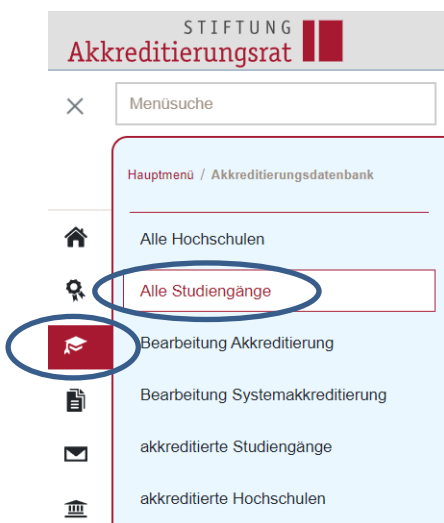 STIFTUNG
Akkreditierungsrat
Menüsuche
Hauptmenü / Akkreditierungsdatenbank
Alle Hochschulen
Alle Studiengänge
Bearbeitung Akkreditierung
Bearbeitung Systemakkreditierung
akkreditierte Studiengänge
akkreditierte Hochschulen